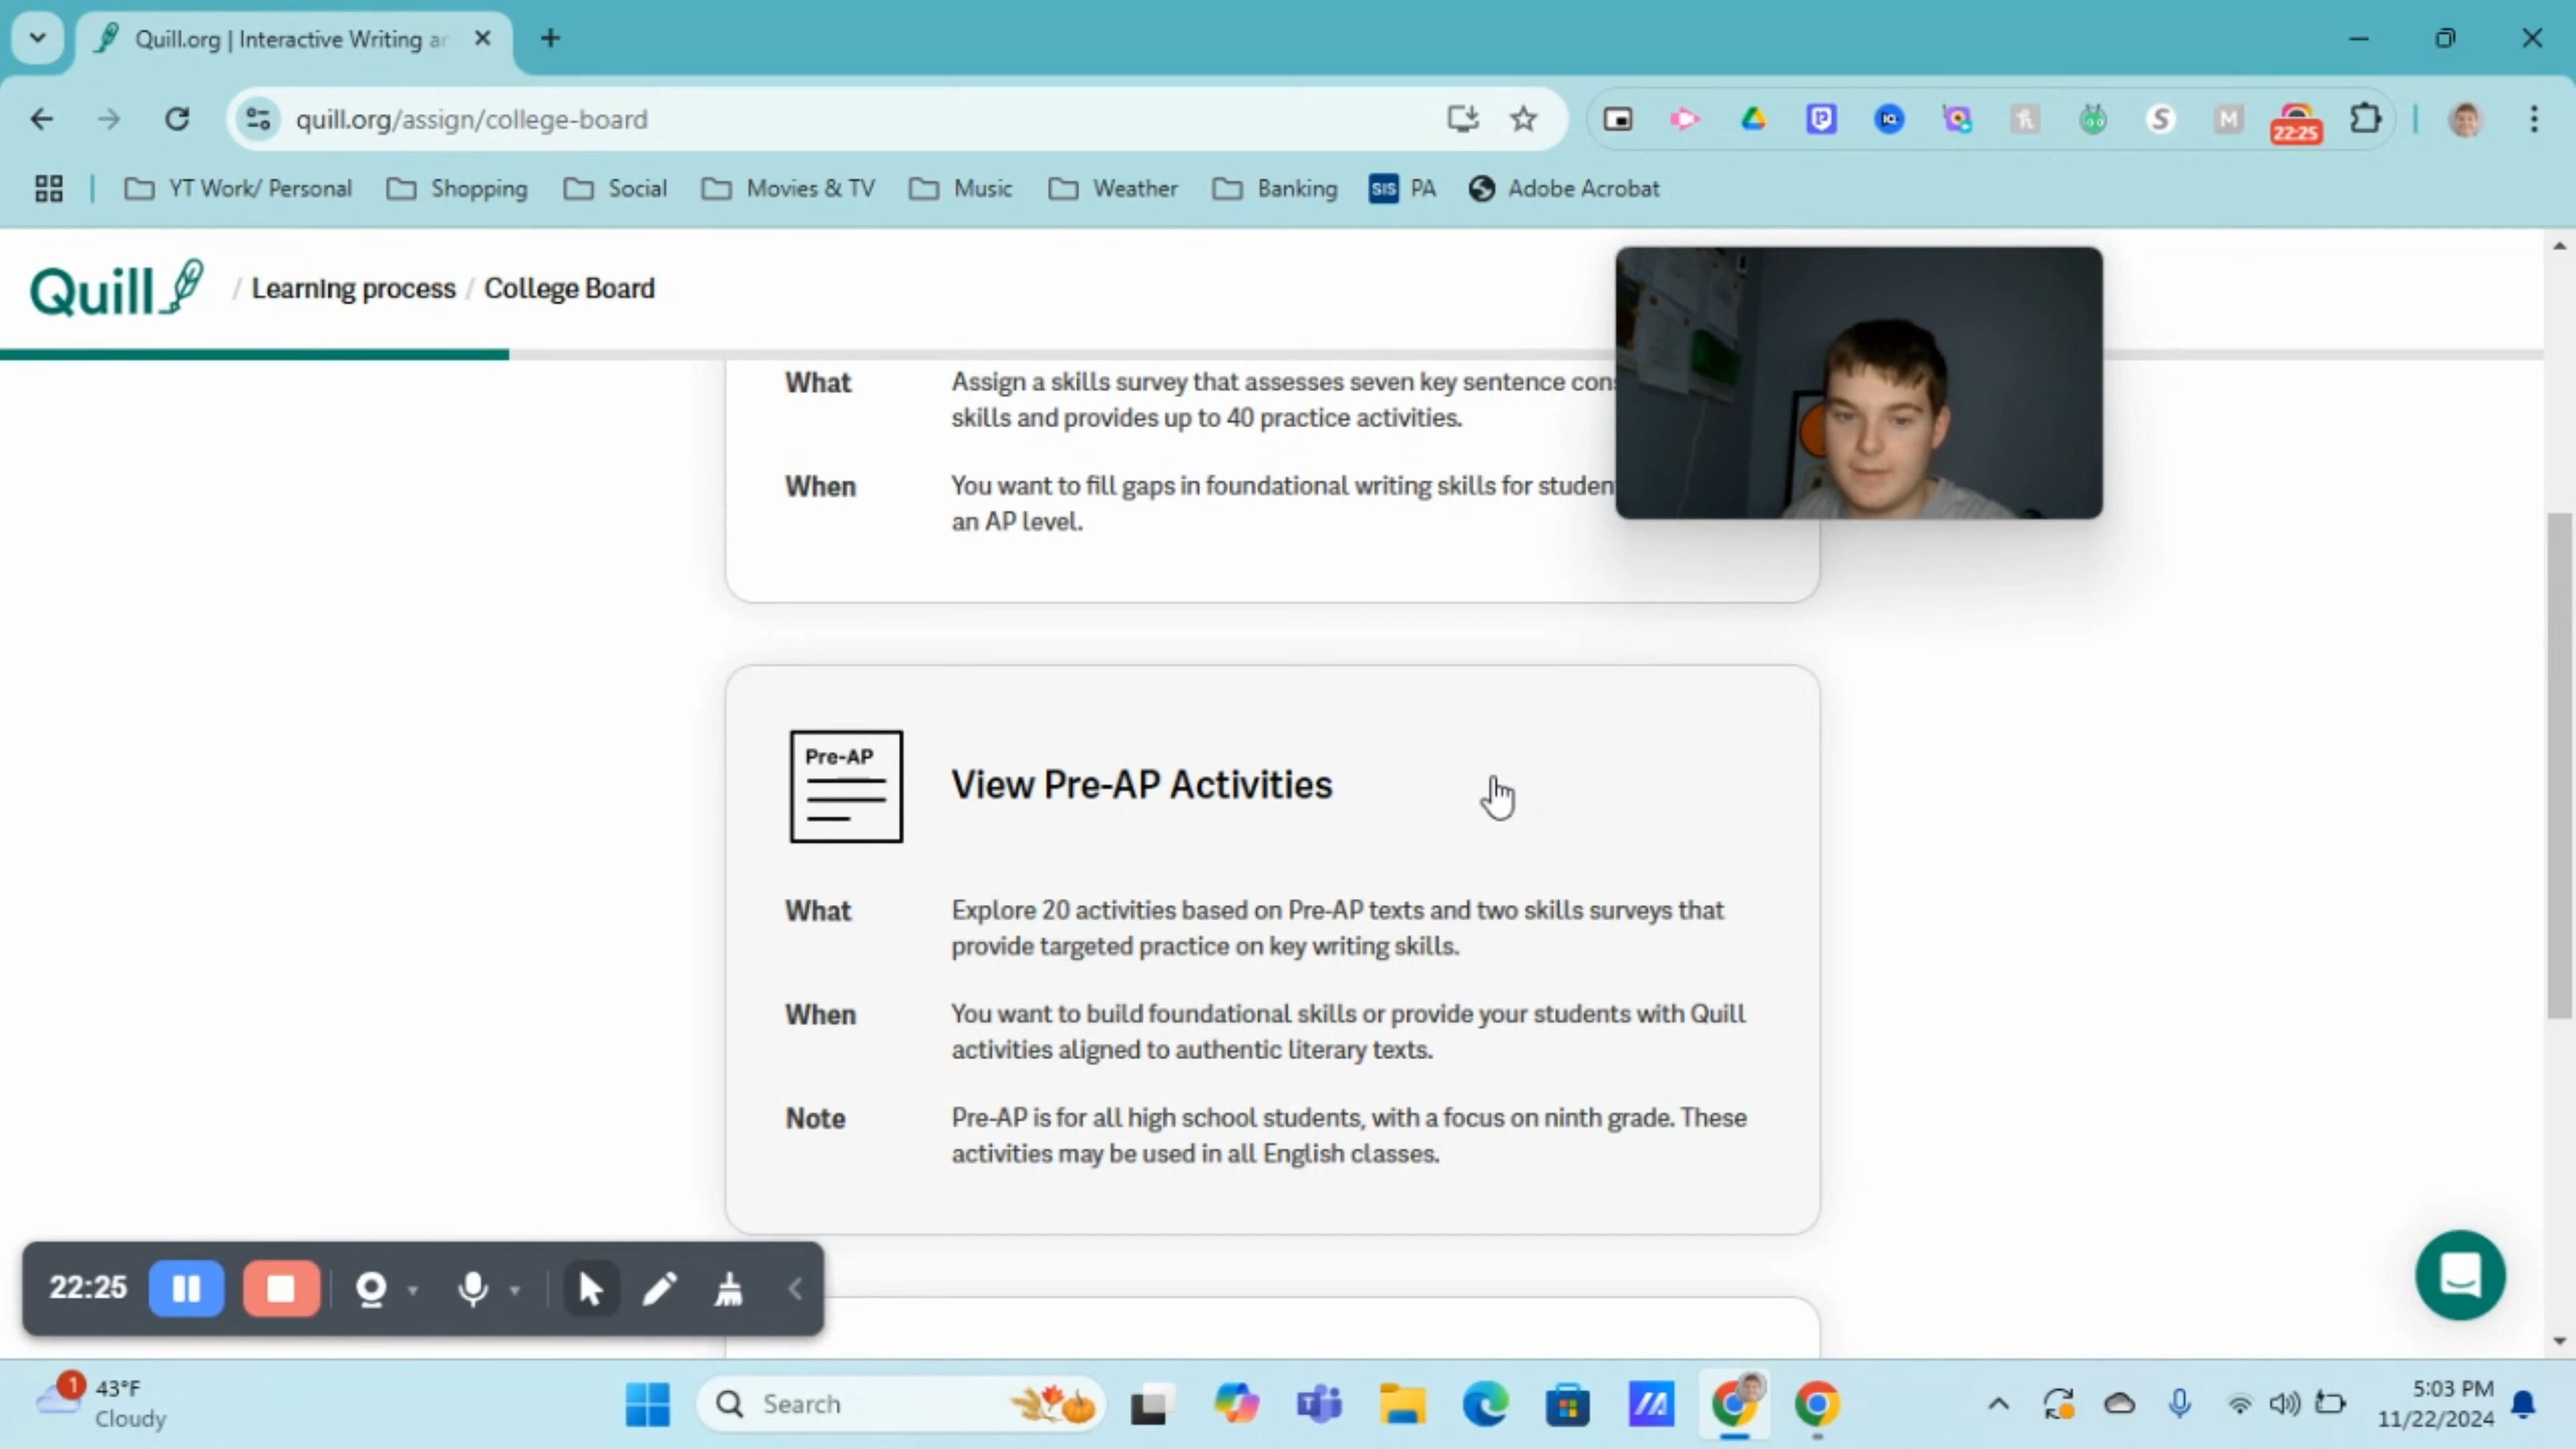 Quill.org | Interactive Writing ar
quill.org/assign/college-board
22:25
YT Work/ Personal
Shopping
Social
Movies & TV
Music
Weather
Banking
SIS PA
Adobe Acrobat
Quill / Learning process / College Board
What
Assign a skills survey that assesses seven key sentence cons
skills and provides up to 40 practice activities.
When
You want to fill gaps in foundational writing skills for studen
an AP level.
Pre-AP
View Pre-AP Activities
What
Explore 20 activities based on Pre-AP texts and two skills surveys that
provide targeted practice on key writing skills.
When
You want to build foundational skills or provide your students with Quill
activities aligned to authentic literary texts.
Note
Pre-AP is for all high school students, with a focus on ninth grade. These
activities may be used in all English classes.
22:25
1
43°F
Cloudy
Search
5:03 PM
11/22/2024